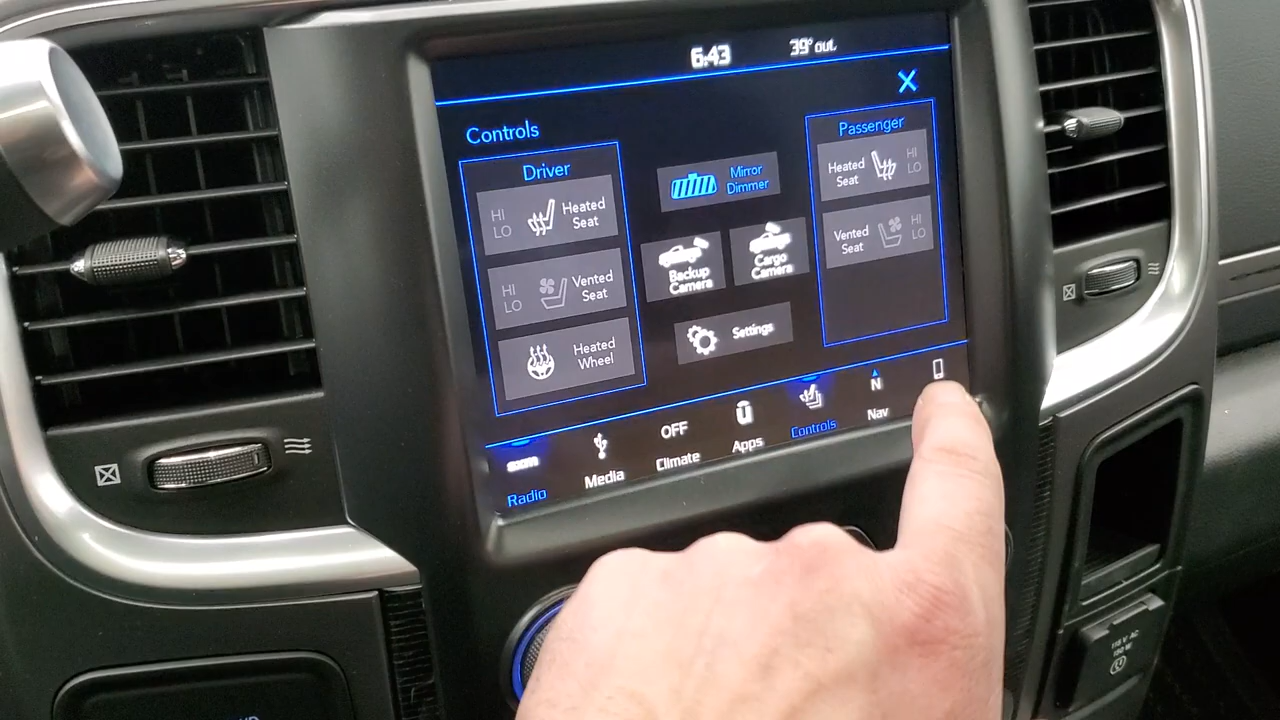 6:43
39° out.
Controls
Driver
HI
LO
Heated
Seat
HI
LO
Vented
Seat
Heated
Wheel
Mirror
Dimmer
Backup
Camera
Cargo
Camera
Settings
Passenger
Heated
Seat
HI
LO
Vented
Seat
HI
LO
Radio
Media
OFF
Climate
Apps
Controls
N
Nav
115 V AC